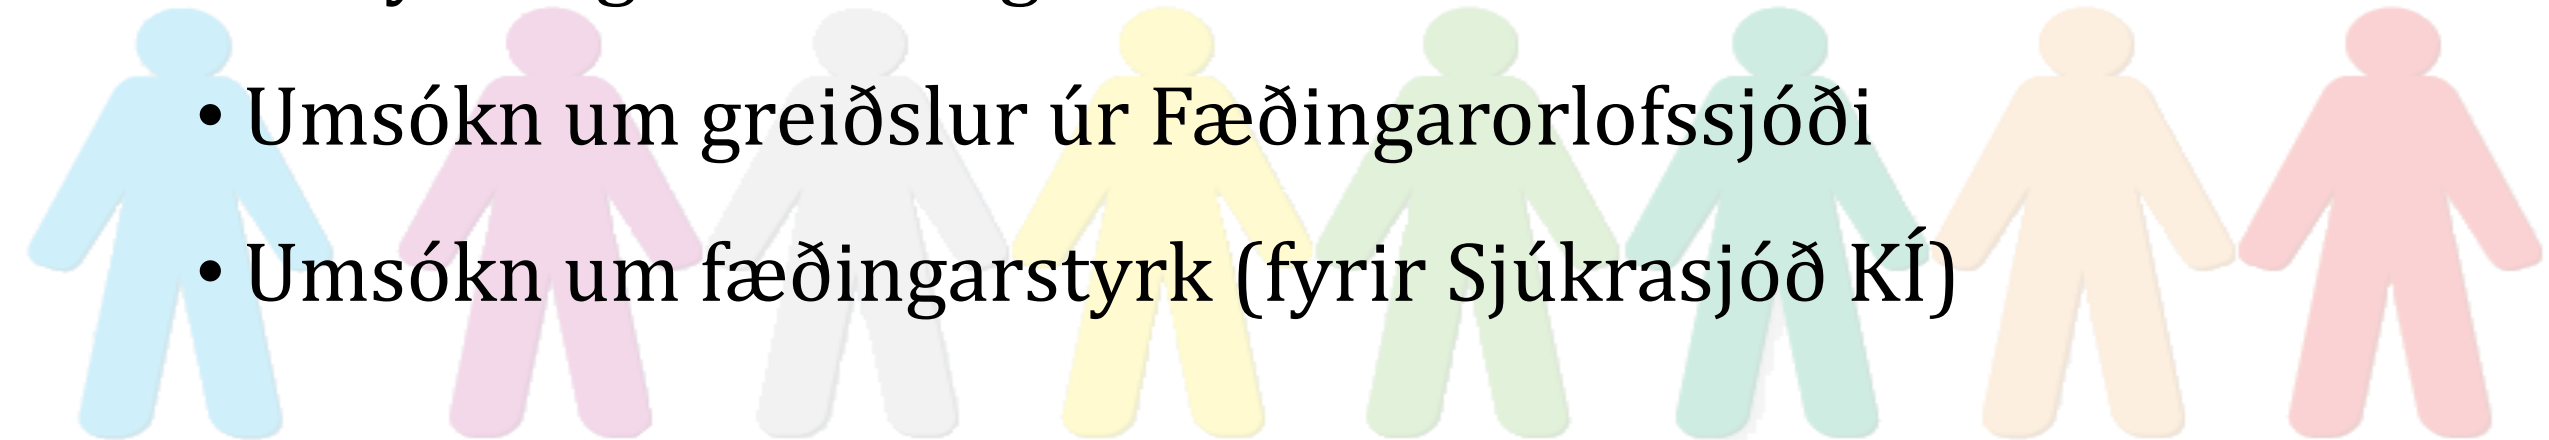 • Umsókn um greiðslur úr Fæðingarorlofssjóði
• Umsókn um fæðingarstyrk (fyrir Sjúkrasjóð KÍ)